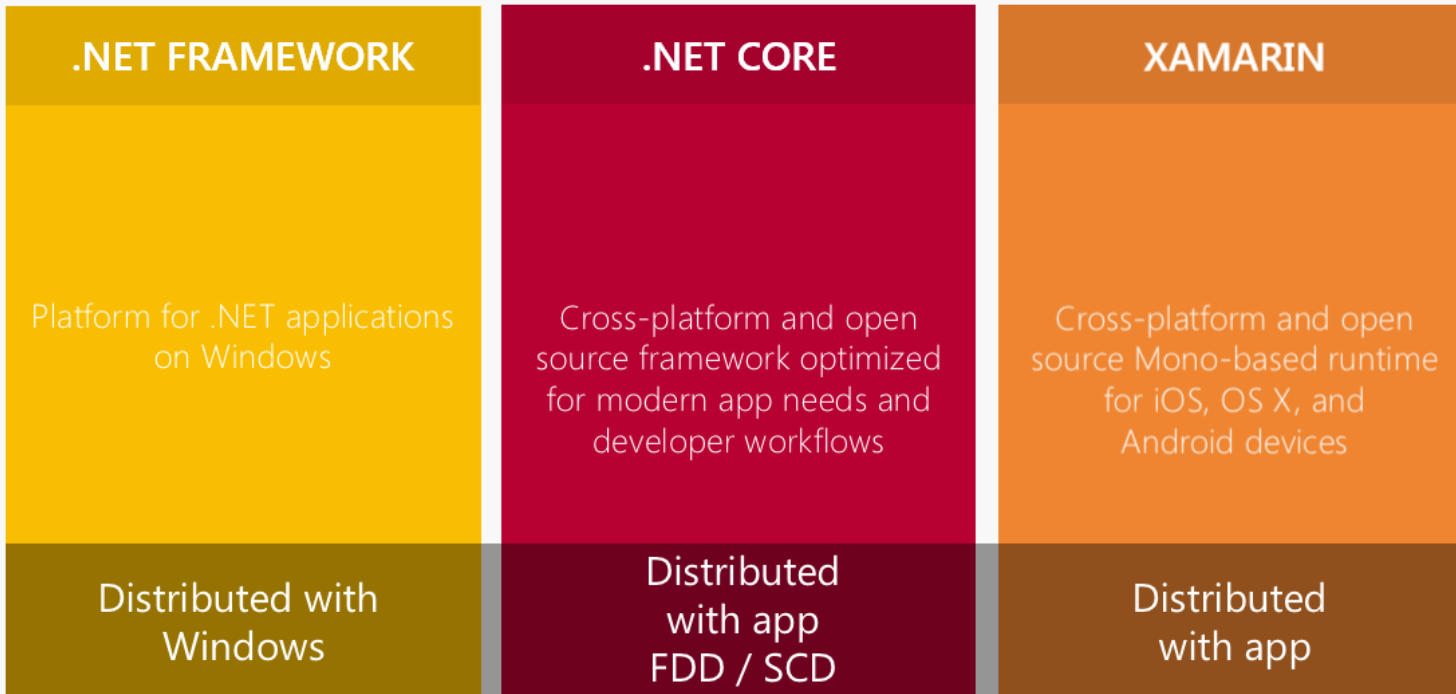 .NET FRAMEWORK
Platform for .NET applications
on Windows
Distributed with
Windows
.NET CORE
Cross-platform and open
source framework optimized
for modern app needs and
developer workflows
Distributed
with app
FDD / SCD
XAMARIN
Cross-platform and open
source Mono-based runtime
for iOS, OS X, and
Android devices
Distributed
with app